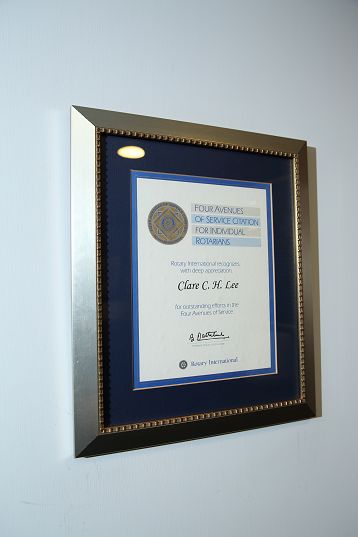 FOUR AVENUES
OF SERVICE CITATION
FOR INDIVIDUAL
ROTARIANS
Rotary International recognizes,
with deep appreciation,
Clare C. H. Lee
for outstanding efforts in the
Four Avenues of Service.
Rotary International